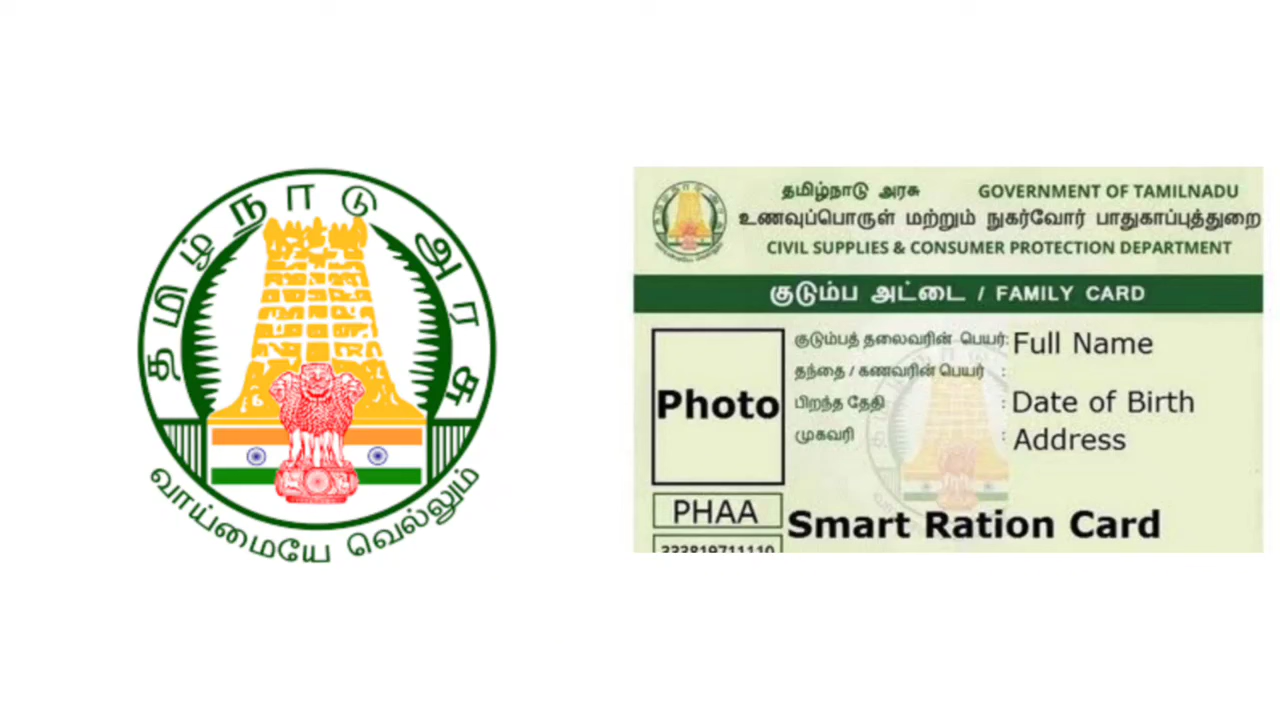 தமிழ் நாடு அரசு
வாய்மையே வெல்லும்
தமிழ்நாடு அரசு GOVERNMENT OF TAMILNADU
உணவுப்பொருள் மற்றும் நுகர்வோர் பாதுகாப்புத்துறை
CIVIL SUPPLIES & CONSUMER PROTECTION DEPARTMENT
குடும்ப அட்டை / FAMILY CARD
Photo
குடும்பத் தலைவரின் பெயர்: Full Name
தந்தை / கணவரின் பெயர் :
பிறந்த தேதி : Date of Birth
முகவரி : Address
PHAA
Smart Ration Card
333819711110